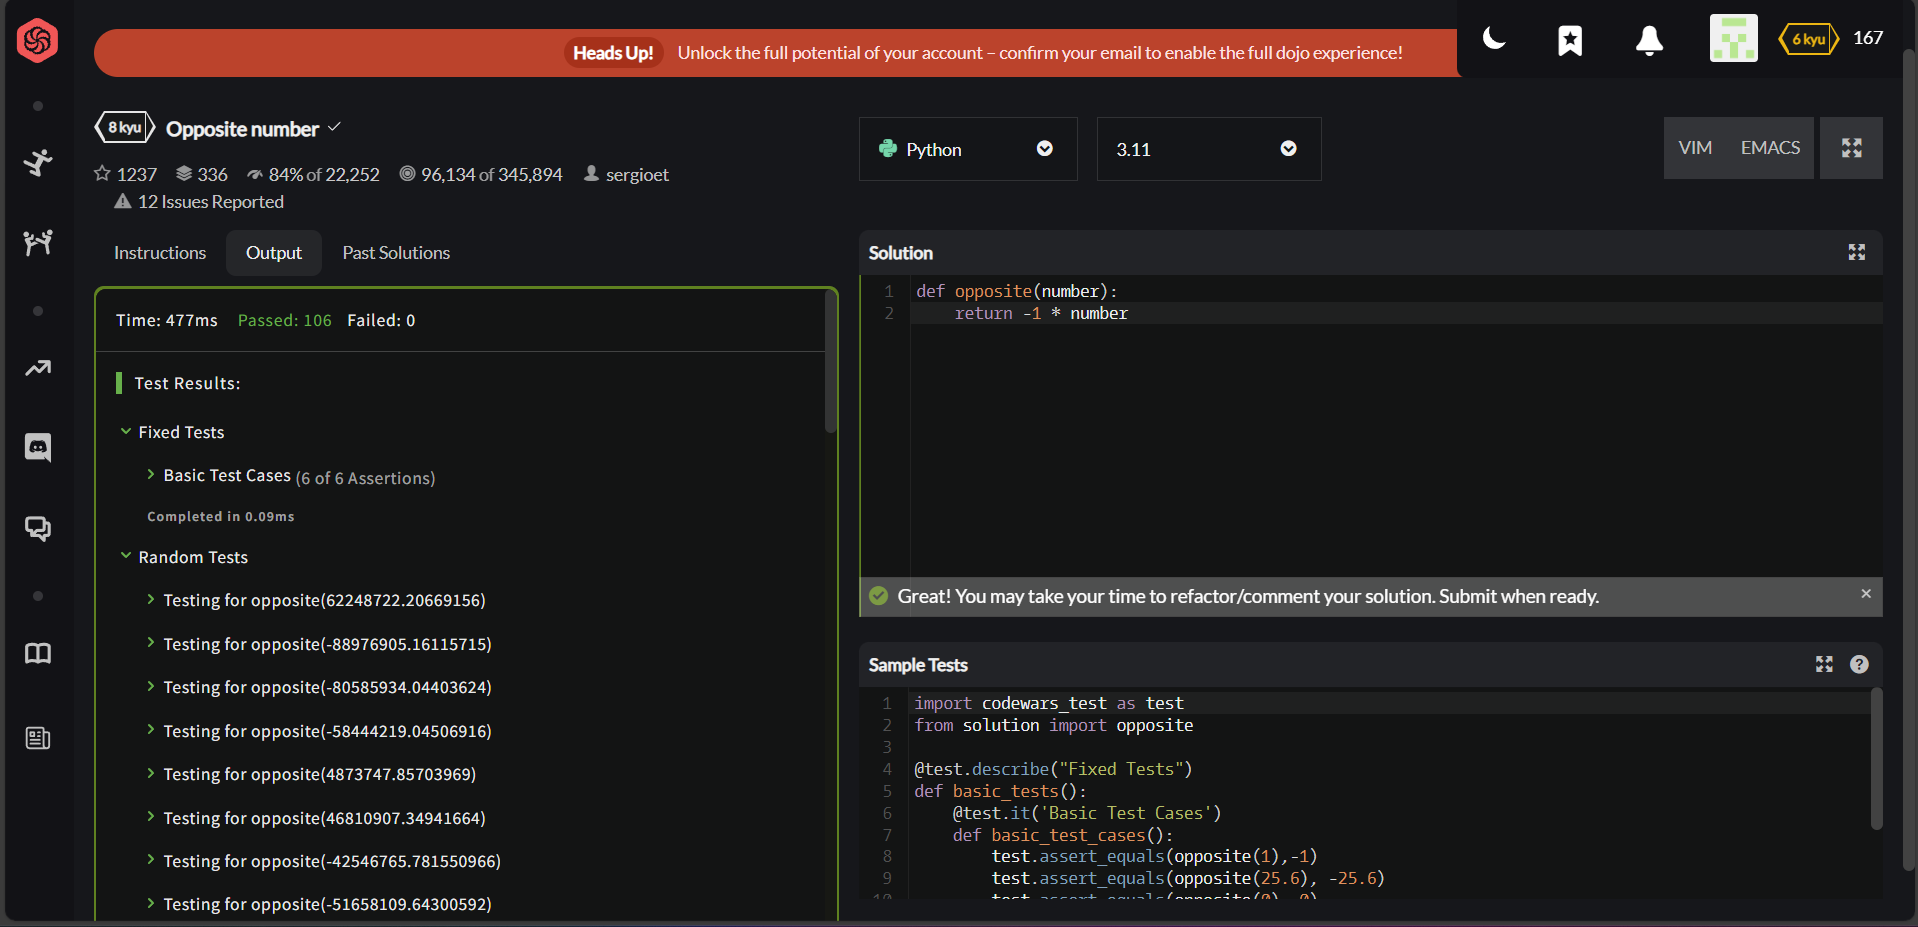 Heads Up! Unlock the full potential of your account – confirm your email to enable the full dojo experience!
6 kyu 167
8 kyu Opposite number
1237 336 84% of 22,252 96,134 of 345,894 sergioet
12 Issues Reported
Python
3.11
VIM EMACS
Instructions Output Past Solutions
Time: 477ms Passed: 106 Failed: 0
Test Results:
Fixed Tests
Basic Test Cases (6 of 6 Assertions)
Completed in 0.09ms
Random Tests
Testing for opposite(62248722.20669156)
Testing for opposite(-88976905.16115715)
Testing for opposite(-80585934.04403624)
Testing for opposite(-58444219.04506916)
Testing for opposite(4873747.85703969)
Testing for opposite(46810907.34941664)
Testing for opposite(-42546765.781550966)
Testing for opposite(-51658109.64300592)
Solution
1 def opposite(number):
2     return -1 * number
Great! You may take your time to refactor/comment your solution. Submit when ready.
Sample Tests
1 import codewars_test as test
2 from solution import opposite
3
4 @test.describe("Fixed Tests")
5 def basic_tests():
6     @test.it('Basic Test Cases')
7     def basic_test_cases():
8         test.assert_equals(opposite(1),-1)
9         test.assert_equals(opposite(25.6), -25.6)